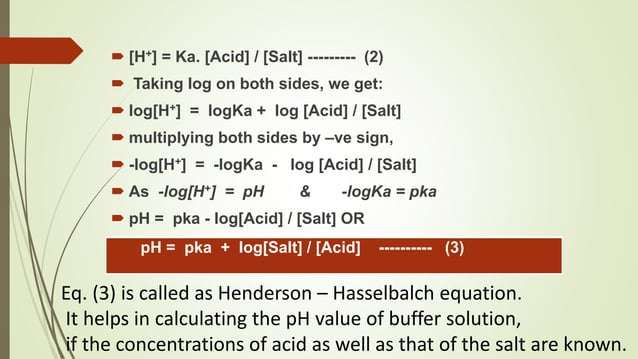 [H⁺] = Ka. [Acid] / [Salt] --------- (2)
Taking log on both sides, we get:
log[H⁺] = logKa + log [Acid] / [Salt]
multiplying both sides by –ve sign,
-log[H⁺] = -logKa - log [Acid] / [Salt]
As -log[H⁺] = pH & -logKa = pka
pH = pka - log[Acid] / [Salt] OR
pH = pka + log[Salt] / [Acid] ---------- (3)
Eq. (3) is called as Henderson – Hasselbalch equation.
It helps in calculating the pH value of buffer solution,
if the concentrations of acid as well as that of the salt are known.